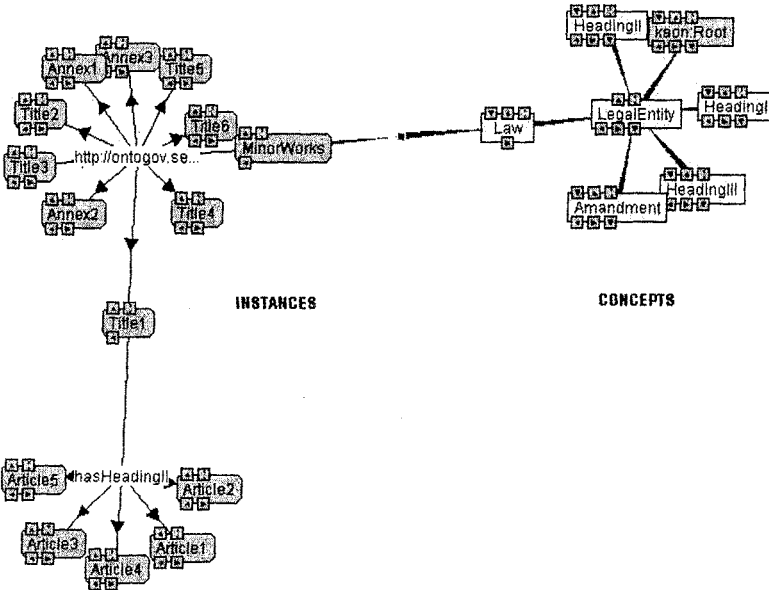 HeadingII
kaon:Root
Annex3
Annex1
Title5
Title2
Title6
LegalEntity
HeadingI
Law
MinorWorks
http://ontogov.se...
Title3
HeadingIII
Amandment
Annex2
Title4
INSTANCES
CONCEPTS
Title1
hasHeadingII
Article5
Article2
Article3
Article1
Article4